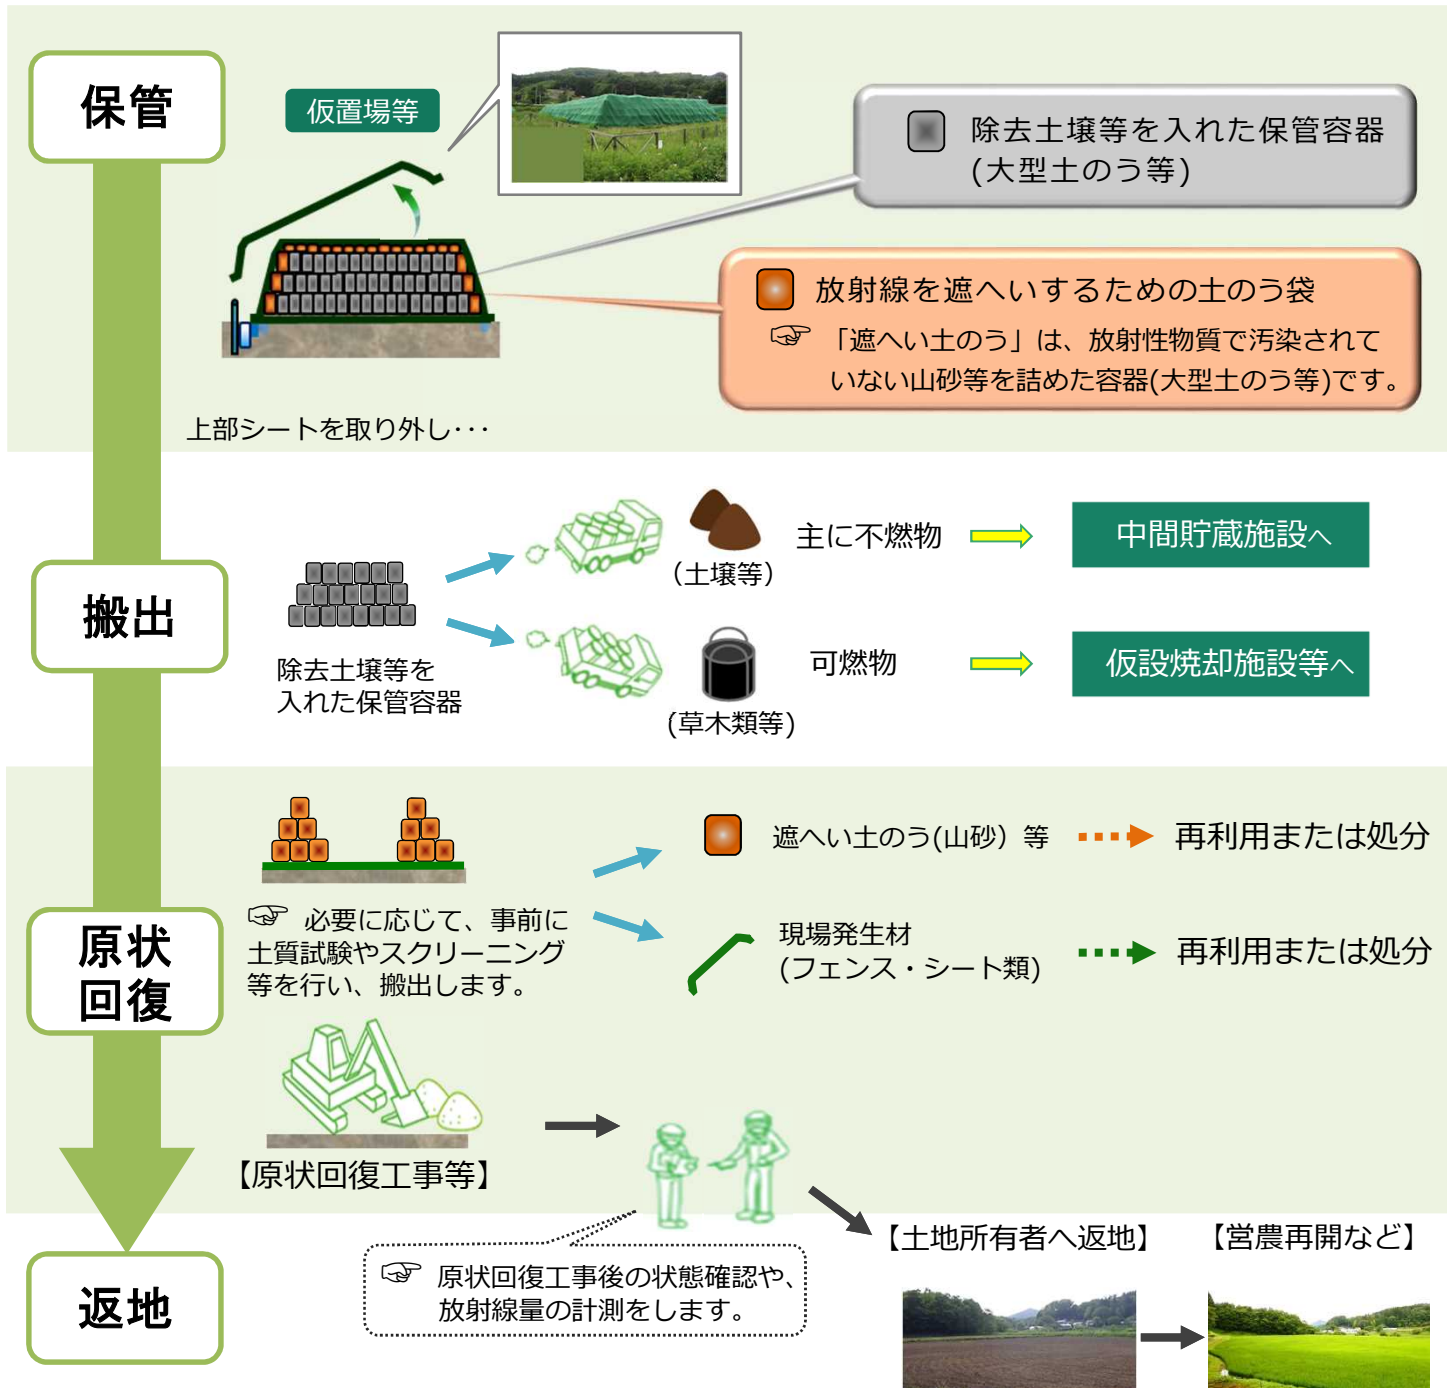 保管
仮置場等
除去土壌等を入れた保管容器
(大型土のう等)
放射線を遮へいするための土のう袋
☞ 「遮へい土のう」は、放射性物質で汚染されて
いない山砂等を詰めた容器(大型土のう等)です。
上部シートを取り外し･･･
搬出
除去土壌等を
入れた保管容器
(土壌等)
主に不燃物
中間貯蔵施設へ
(草木類等)
可燃物
仮設焼却施設等へ
原状
回復
☞ 必要に応じて、事前に
土質試験やスクリーニング
等を行い、搬出します。
遮へい土のう(山砂）等
再利用または処分
現場発生材
(フェンス・シート類)
再利用または処分
【原状回復工事等】
☞ 原状回復工事後の状態確認や、
放射線量の計測をします。
返地
【土地所有者へ返地】
【営農再開など】